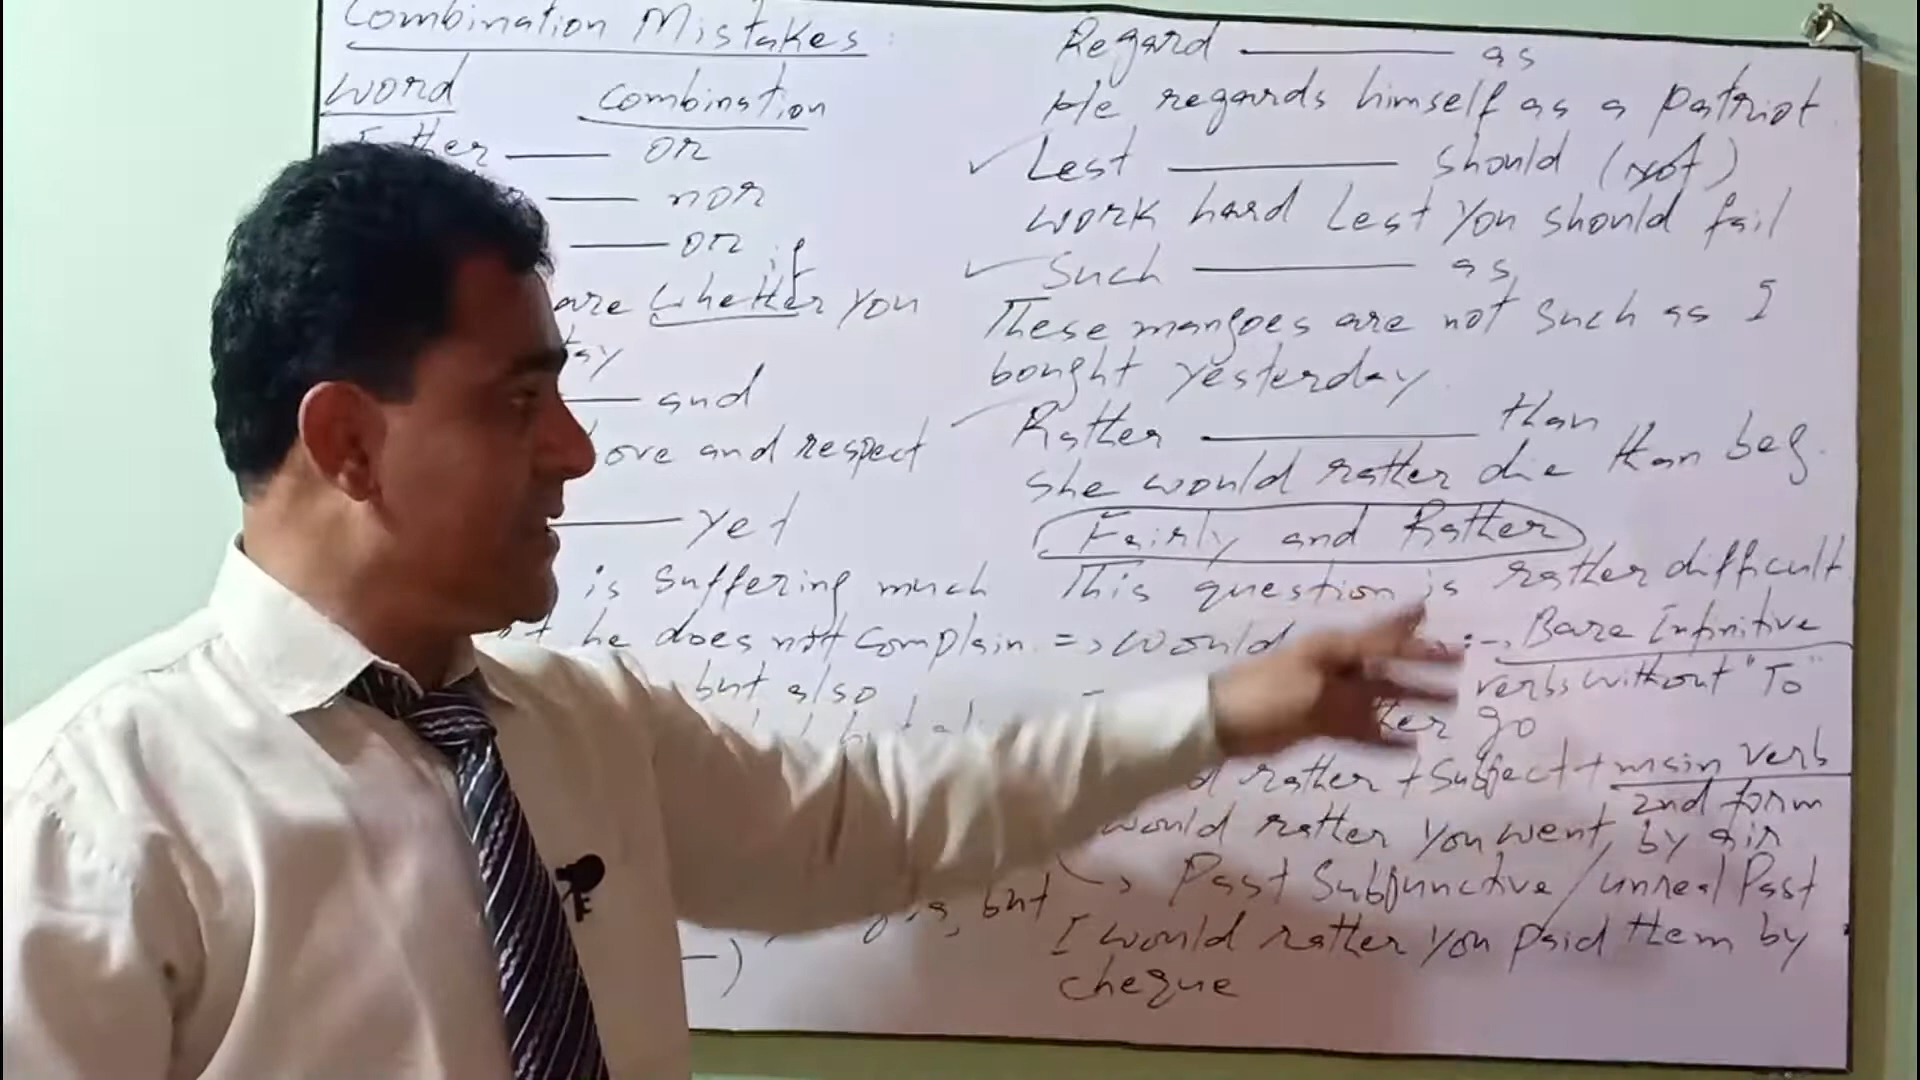 Combination Mistakes
word combination
or
nor
or if
are whether you
and
ove and respect
yet
is suffering much
he does not complain.
but also
but
Regard as
He regards himself as a patriot
Lest should (not)
work hard Lest you should fail
Such as
These mangoes are not such as I
bought yesterday.
Rather than
she would rather die than beg.
Fairly and Rather
This question is rather difficult.
=> would :- Bare Infinitive
verbs without "To"
go
rather + Subject + main verb
2nd form
would rather you went by air
→ Past Subjunctive / unreal Past
I would rather you paid them by
cheque